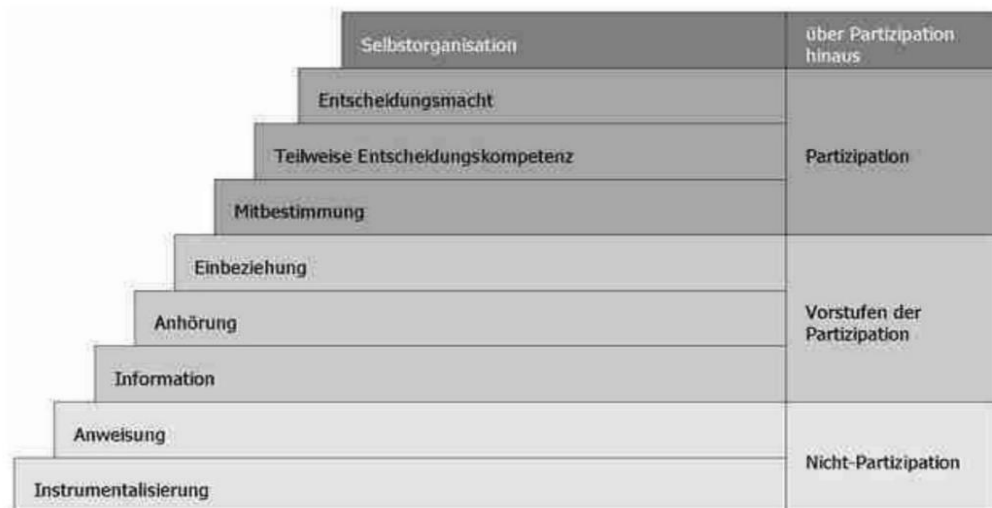 Selbstorganisation
über Partizipation
hinaus
Entscheidungsmacht
Teilweise Entscheidungskompetenz
Partizipation
Mitbestimmung
Einbeziehung
Anhörung
Vorstufen der
Partizipation
Information
Anweisung
Nicht-Partizipation
Instrumentalisierung